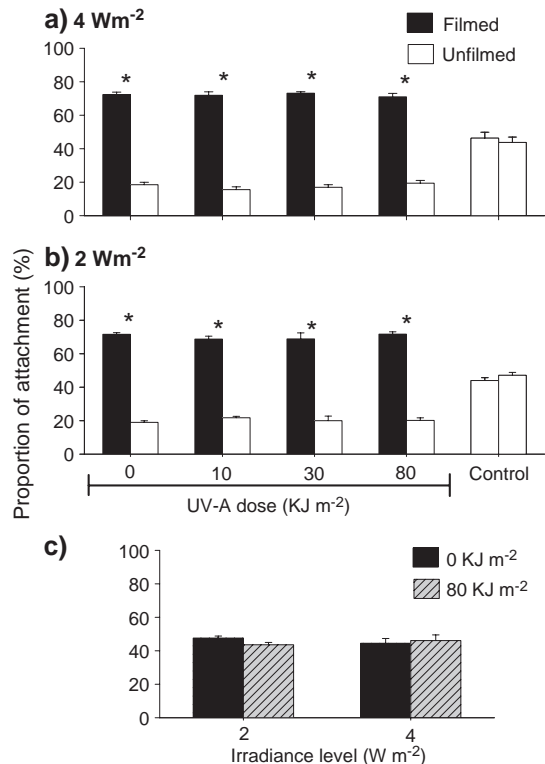 a) 4 Wm-2
Filmed
Unfilmed
100
80
60
40
20
0
* * * *
b) 2 Wm-2
100
80
60
40
20
0
* * * *
Proportion of attachment (%)
0 10 30 80 Control
UV-A dose (KJ m-2)
c)
0 KJ m-2
80 KJ m-2
100
80
60
40
20
0
2 4
Irradiance level (W m-2)